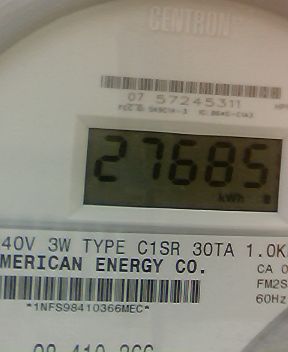 CENTRON
07 57245311
27685
kWh
40V 3W TYPE C1SR 30TA 1.0K
MERICAN ENERGY CO.
CA 0
FM2S
60Hz
*1NFS98410366MEC*